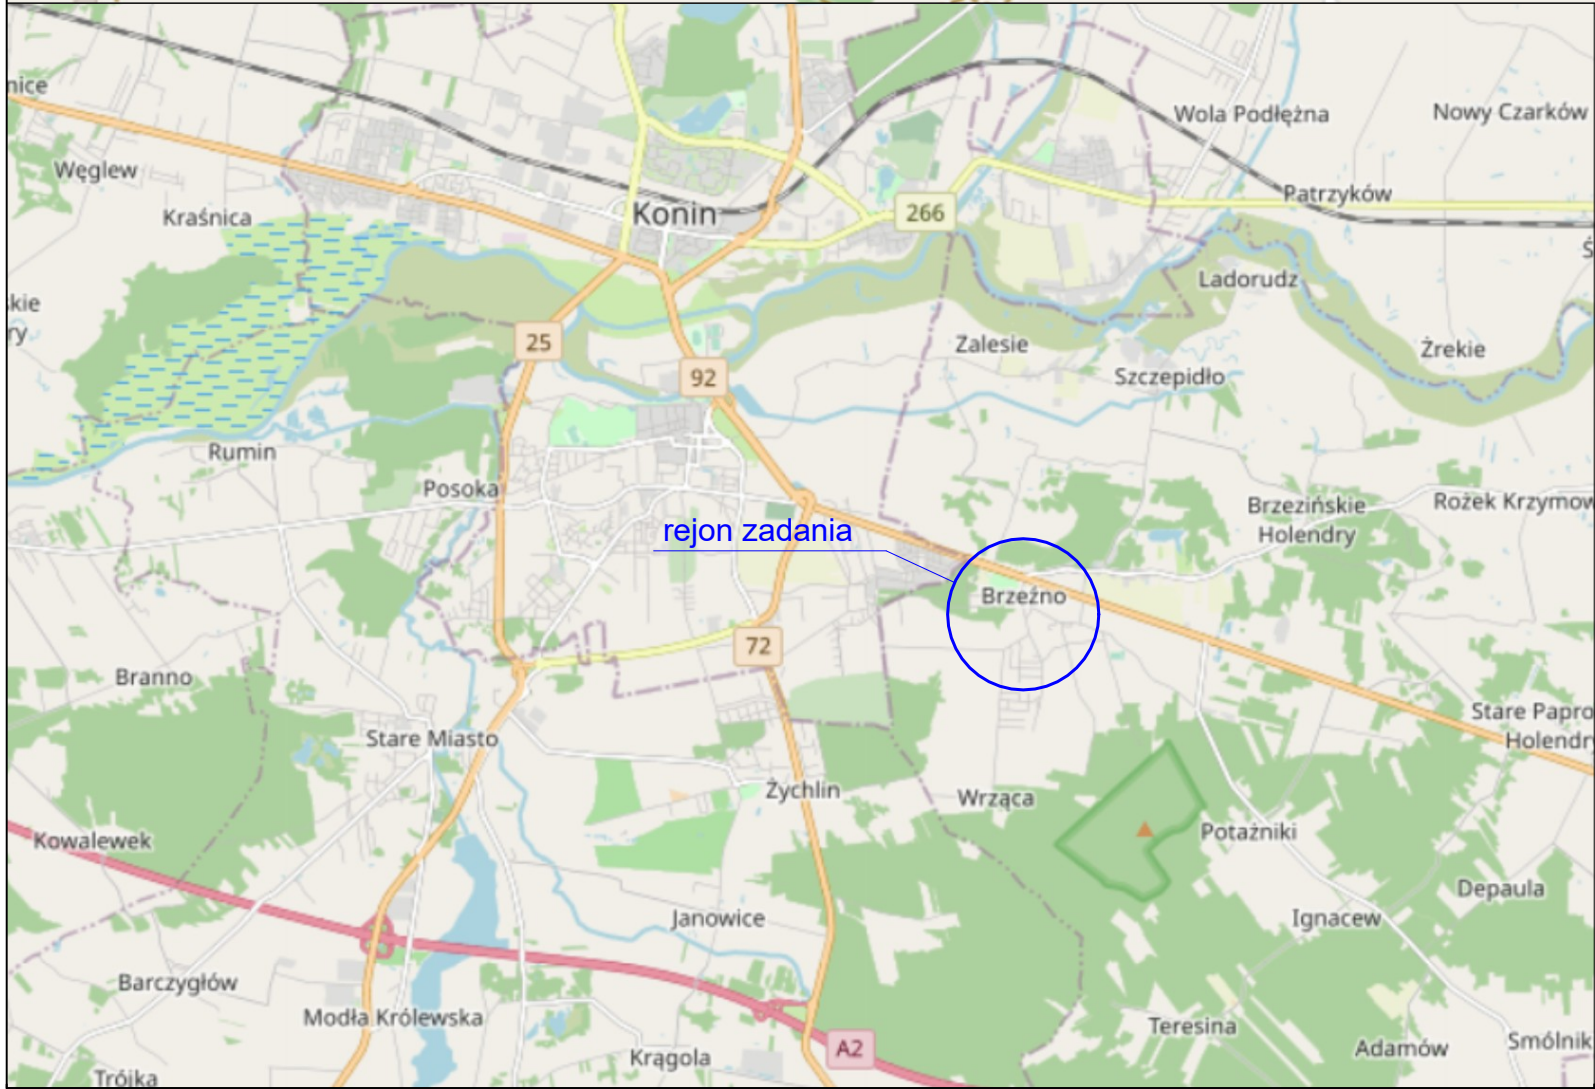 nice
Wola Podłężna
Nowy Czarków
Węglew
Patrzyków
Kraśnica
Konin
266
Ladorudz
skie
ry
25
Zalesie
Żrekie
92
Szczepidło
Rumin
Posoka
Brzezińskie
Holendry
Rożek Krzymow
rejon zadania
Brzeźno
72
Branno
Stare Miasto
Stare Papro
Holendry
Żychlin
Wrząca
Potażniki
Kowalewek
Depaula
Janowice
Ignacew
Barczygłów
Modła Królewska
Teresina
Krągola
A2
Adamów
Smólnik
Trójka